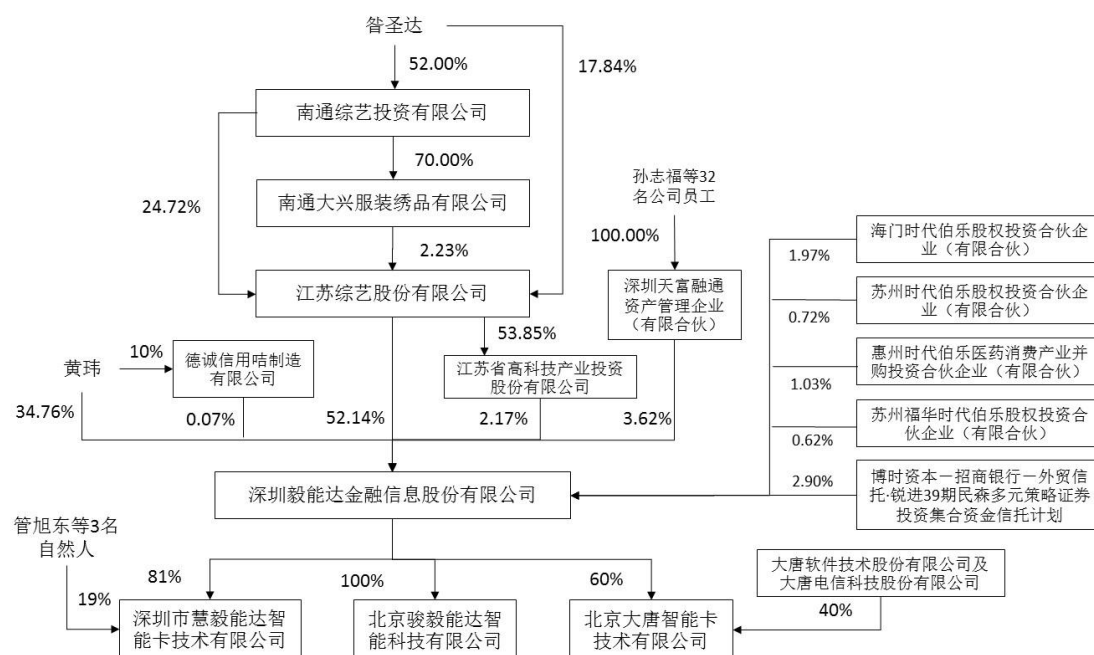 昝圣达
52.00%
17.84%
南通综艺投资有限公司
70.00%
孙志福等32
名公司员工
24.72%
南通大兴服装绣品有限公司
100.00%
2.23%
海门时代伯乐股权投资合伙企
业（有限合伙）
1.97%
江苏综艺股份有限公司
深圳天富融通
资产管理企业
（有限合伙）
苏州时代伯乐股权投资合伙企
业（有限合伙）
0.72%
53.85%
黄玮
10%
德诚信用咭制造
有限公司
江苏省高科技产业投资
股份有限公司
惠州时代伯乐医药消费产业并
购投资合伙企业（有限合伙）
1.03%
34.76%
0.07%
52.14%
2.17%
3.62%
苏州福华时代伯乐股权投资合
伙企业（有限合伙）
0.62%
深圳毅能达金融信息股份有限公司
2.90%
博时资本－招商银行－外贸信
托·锐进39期民森多元策略证券
投资集合资金信托计划
管旭东等3名
自然人
81%
100%
60%
大唐软件技术股份有限公司及
大唐电信科技股份有限公司
19%
深圳市慧毅能达智
能卡技术有限公司
北京骏毅能达智
能科技有限公司
北京大唐智能卡
技术有限公司
40%